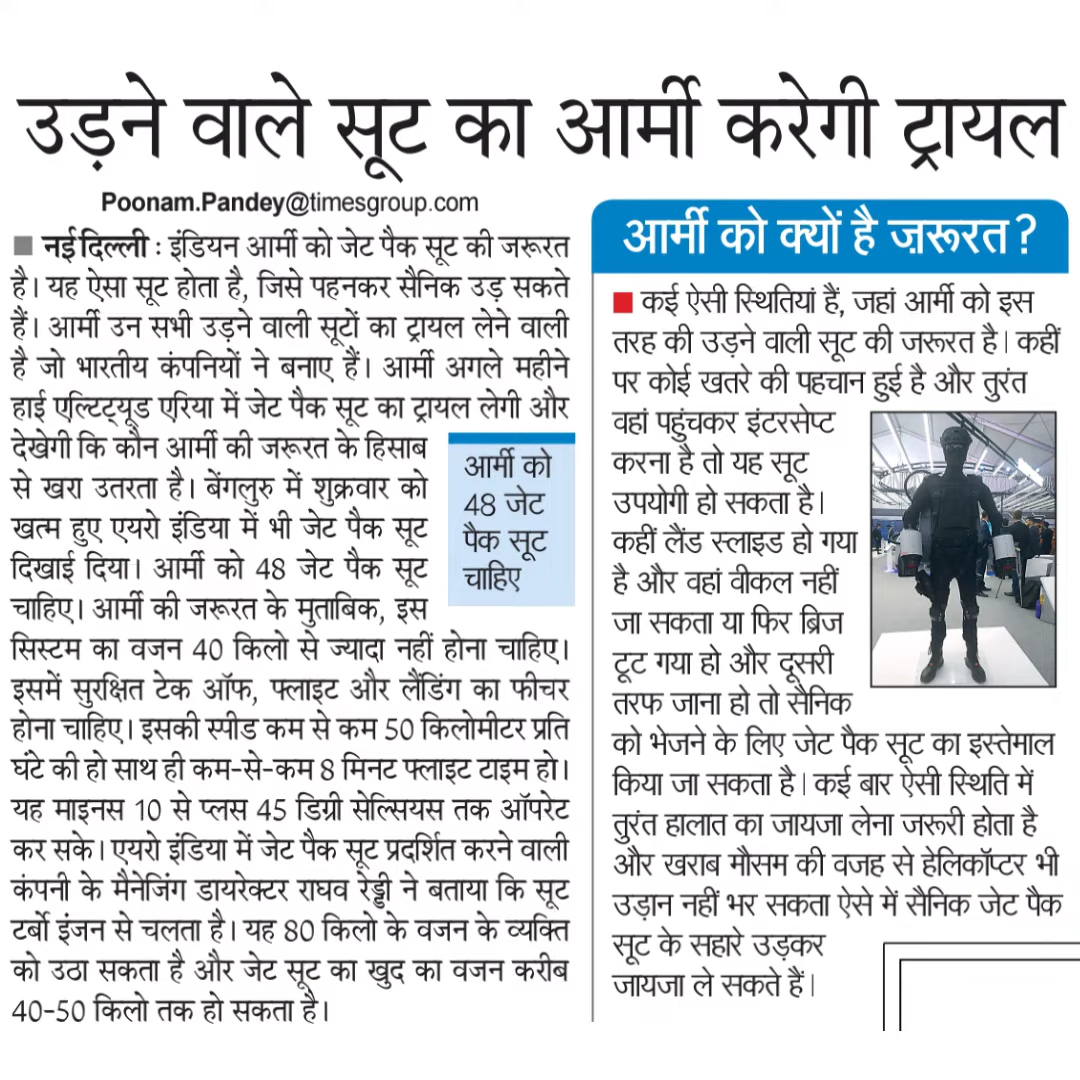 उड़ने वाले सूट का आर्मी करेगी ट्रायल
Poonam.Pandey@timesgroup.com
■ नई दिल्ली : इंडियन आर्मी को जेट पैक सूट की जरूरत
है। यह ऐसा सूट होता है, जिसे पहनकर सैनिक उड़ सकते
हैं। आर्मी उन सभी उड़ने वाली सूटों का ट्रायल लेने वाली
है जो भारतीय कंपनियों ने बनाए हैं। आर्मी अगले महीने
हाई एल्टिट्यूड एरिया में जेट पैक सूट का ट्रायल लेगी और
देखेगी कि कौन आर्मी की जरूरत के हिसाब
से खरा उतरता है। बेंगलुरु में शुक्रवार को
खत्म हुए एयरो इंडिया में भी जेट पैक सूट
दिखाई दिया। आर्मी को 48 जेट पैक सूट
चाहिए। आर्मी की जरूरत के मुताबिक, इस
सिस्टम का वजन 40 किलो से ज्यादा नहीं होना चाहिए।
इसमें सुरक्षित टेक ऑफ, फ्लाइट और लैंडिंग का फीचर
होना चाहिए। इसकी स्पीड कम से कम 50 किलोमीटर प्रति
घंटे की हो साथ ही कम-से-कम 8 मिनट फ्लाइट टाइम हो।
यह माइनस 10 से प्लस 45 डिग्री सेल्सियस तक ऑपरेट
कर सके। एयरो इंडिया में जेट पैक सूट प्रदर्शित करने वाली
कंपनी के मैनेजिंग डायरेक्टर राघव रेड्डी ने बताया कि सूट
टर्बो इंजन से चलता है। यह 80 किलो के वजन के व्यक्ति
को उठा सकता है और जेट सूट का खुद का वजन करीब
40-50 किलो तक हो सकता है।
आर्मी को
48 जेट
पैक सूट
चाहिए
आर्मी को क्यों है ज़रूरत?
■ कई ऐसी स्थितियां हैं, जहां आर्मी को इस
तरह की उड़ने वाली सूट की जरूरत है। कहीं
पर कोई खतरे की पहचान हुई है और तुरंत
वहां पहुंचकर इंटरसेप्ट
करना है तो यह सूट
उपयोगी हो सकता है।
कहीं लैंड स्लाइड हो गया
है और वहां वीकल नहीं
जा सकता या फिर ब्रिज
टूट गया हो और दूसरी
तरफ जाना हो तो सैनिक
को भेजने के लिए जेट पैक सूट का इस्तेमाल
किया जा सकता है। कई बार ऐसी स्थिति में
तुरंत हालात का जायजा लेना जरूरी होता है
और खराब मौसम की वजह से हेलिकॉप्टर भी
उड़ान नहीं भर सकता ऐसे में सैनिक जेट पैक
सूट के सहारे उड़कर
जायजा ले सकते हैं।